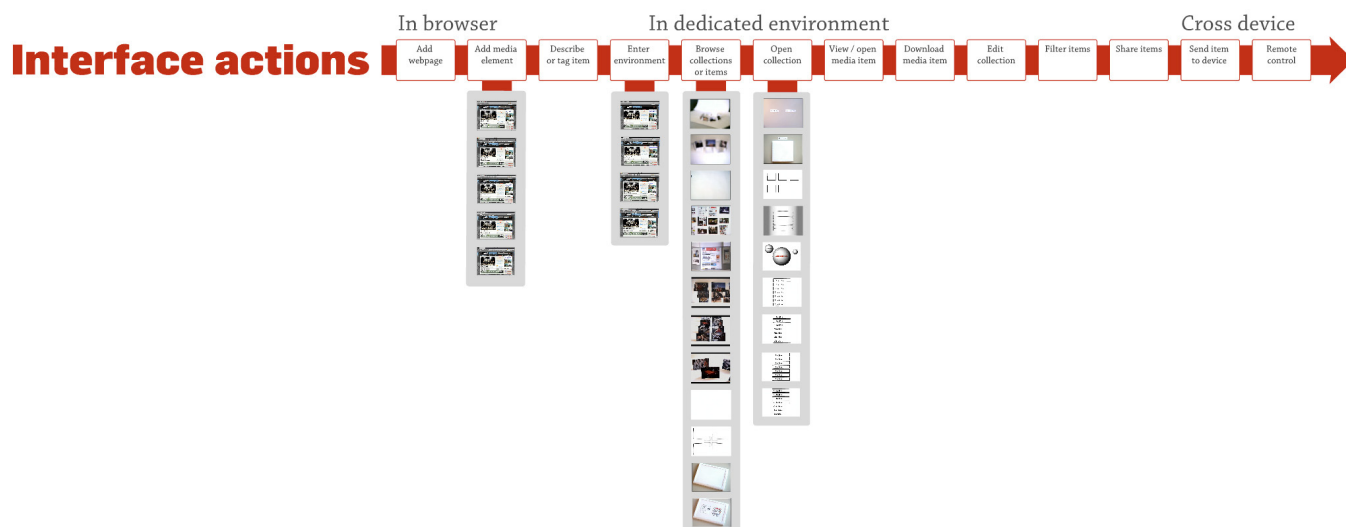 In browser
In dedicated environment
Cross device
Interface actions
Add
webpage
Add media
element
Describe
or tag item
Enter
environment
Browse
collections
or items
Open
collection
View / open
media item
Download
media item
Edit
collection
Filter items
Share items
Send item
to device
Remote
control